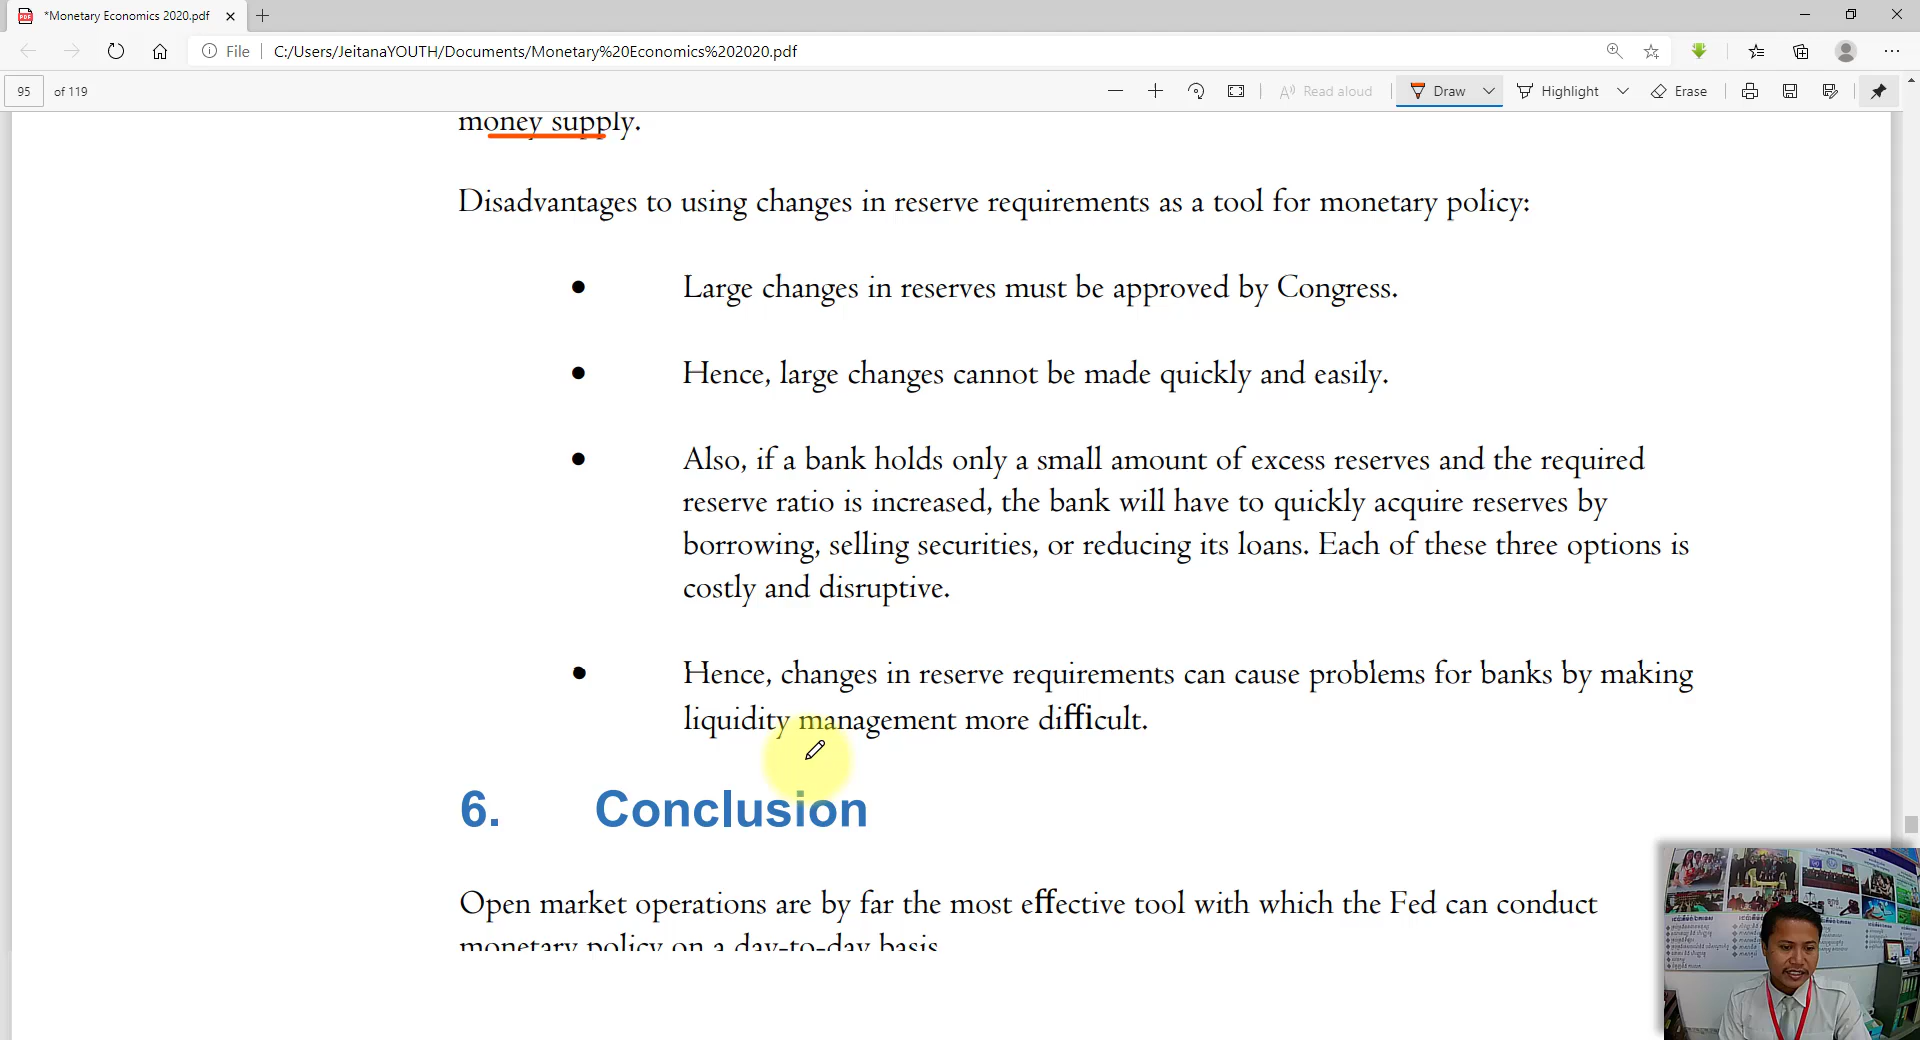 *Monetary Economics 2020.pdf
File
C:/Users/JeitanaYOUTH/Documents/Monetary%20Economics%202020.pdf
95 of 119
Read aloud
Draw
Highlight
Erase
money supply.
Disadvantages to using changes in reserve requirements as a tool for monetary policy:
● Large changes in reserves must be approved by Congress.
● Hence, large changes cannot be made quickly and easily.
● Also, if a bank holds only a small amount of excess reserves and the required
reserve ratio is increased, the bank will have to quickly acquire reserves by
borrowing, selling securities, or reducing its loans. Each of these three options is
costly and disruptive.
● Hence, changes in reserve requirements can cause problems for banks by making
liquidity management more difficult.
6. Conclusion
Open market operations are by far the most effective tool with which the Fed can conduct
monetary policy on a day-to-day basis